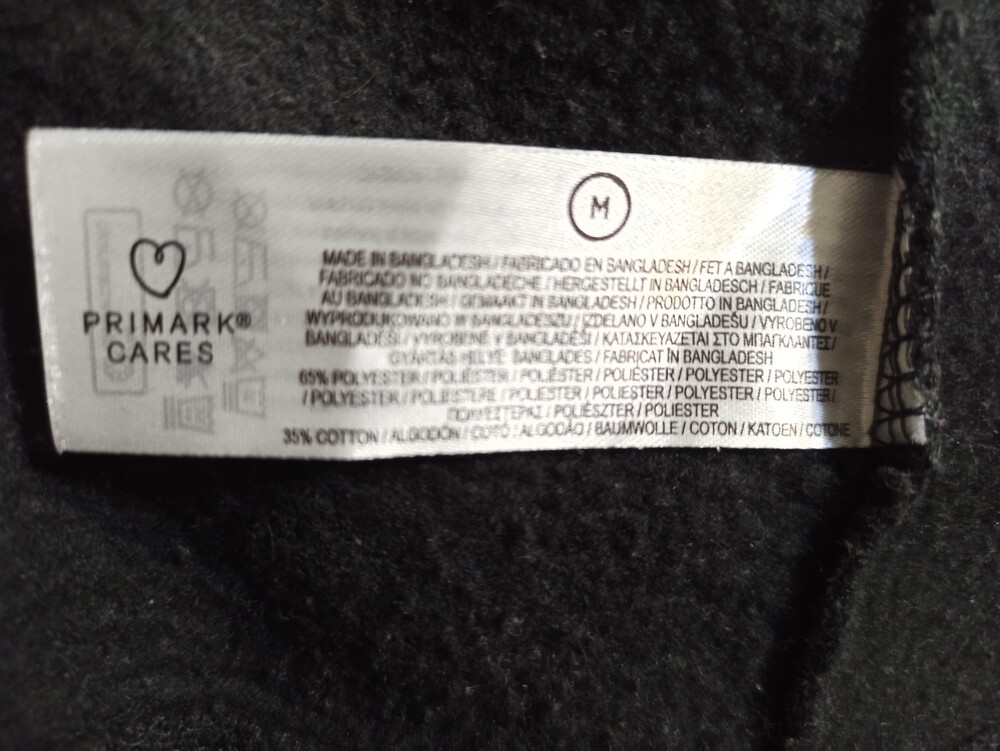 M
PRIMARK®
CARES
MADE IN BANGLADESH / FABRICADO EN BANGLADESH / FET A BANGLADESH /
FABRICADO NO BANGLADECHE / HERGESTELLT IN BANGLADESCH / FABRIQUÉ
AU BANGLADESH / GEMAAKT IN BANGLADESH / PRODOTTO IN BANGLADESH /
WYPRODUKOWANO W BANGLADESZU / IZDELANO V BANGLADEŠU / VYROBENO V
BANGLADÉŠI / VYROBENÉ V BANGLADÉŠI / ΚΑΤΑΣΚΕΥΑΖΕΤΑΙ ΣΤΟ ΜΠΑΓΚΛΑΝΤΕΣ /
GYÁRTÁS HELYE: BANGLADES / FABRICAT ÎN BANGLADESH
65% POLYESTER / POLIÉSTER / POLIÈSTER / POLIÉSTER / POLYESTER / POLYESTER
/ POLYESTER / POLIESTERE / POLIESTER / POLIESTER / POLYESTER / POLYESTER /
ΠΟΛΥΕΣΤΕΡΑΣ / POLIÉSZTER / POLIESTER
35% COTTON / ALGODÓN / COTÓ / ALGODÃO / BAUMWOLLE / COTON / KATOEN / COTONE